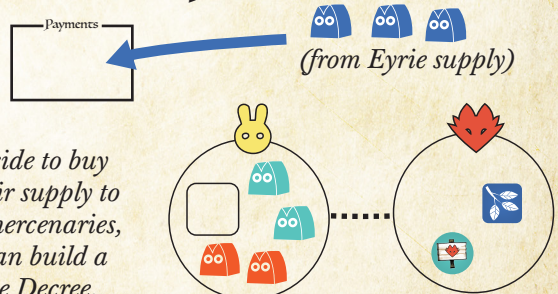 Payments
(from Eyrie supply)
ide to buy
ir supply to
mercenaries,
an build a
e Decree